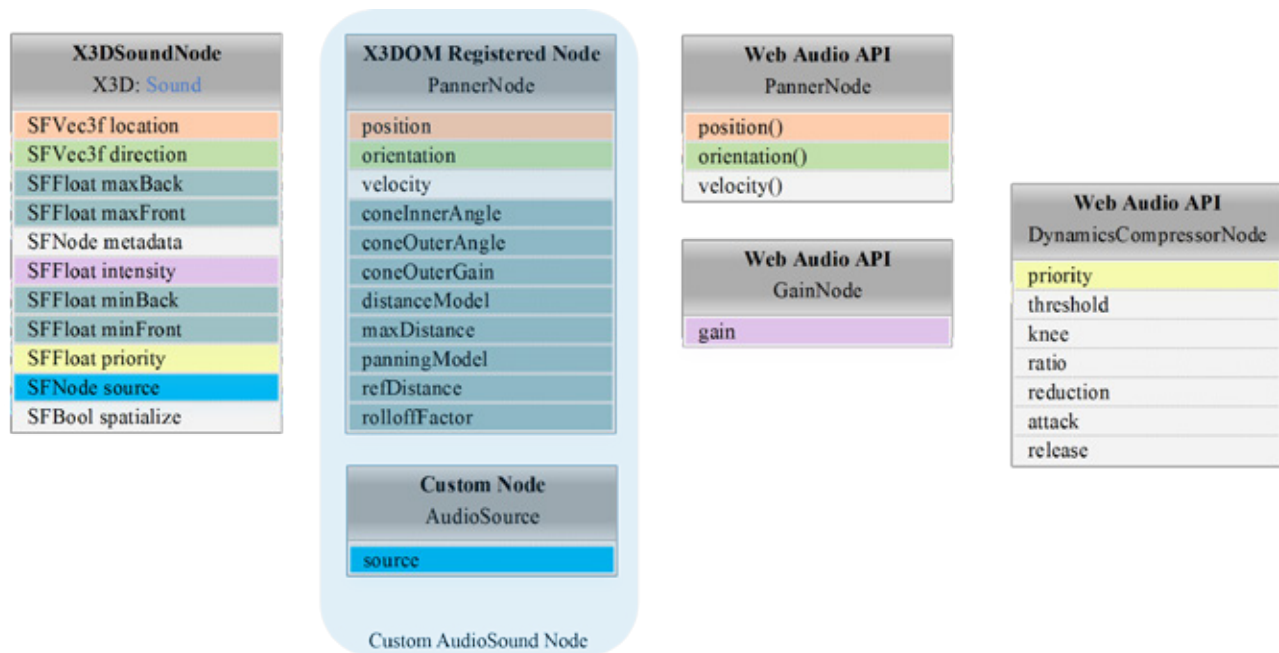 X3DSoundNode
X3D: Sound
SFVec3f location
SFVec3f direction
SFFloat maxBack
SFFloat maxFront
SFNode metadata
SFFloat intensity
SFFloat minBack
SFFloat minFront
SFFloat priority
SFNode source
SFBool spatialize
X3DOM Registered Node
PannerNode
position
orientation
velocity
coneInnerAngle
coneOuterAngle
coneOuterGain
distanceModel
maxDistance
panningModel
refDistance
rolloffFactor
Custom Node
AudioSource
source
Custom AudioSound Node
Web Audio API
PannerNode
position()
orientation()
velocity()
Web Audio API
GainNode
gain
Web Audio API
DynamicsCompressorNode
priority
threshold
knee
ratio
reduction
attack
release